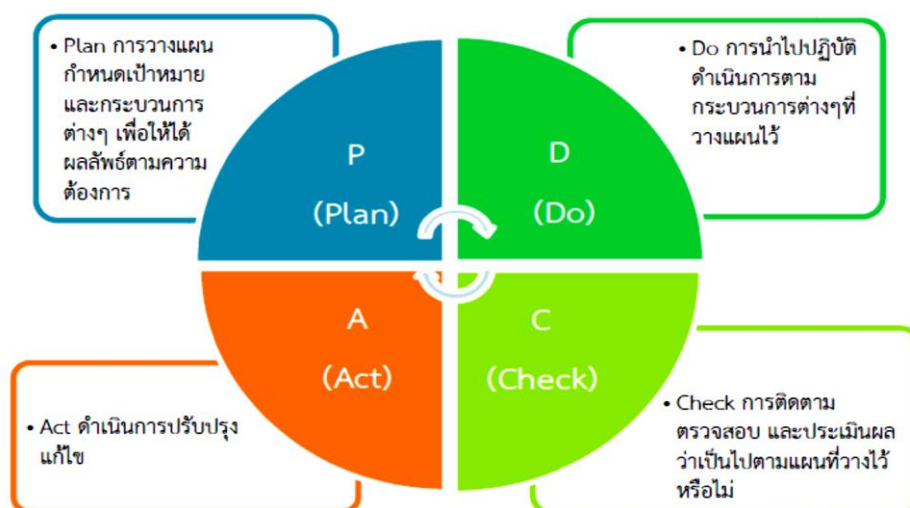 • Plan การวางแผน
กำหนดเป้าหมาย
และกระบวนการ
ต่างๆ เพื่อให้ได้
ผลลัพธ์ตามความ
ต้องการ
P
(Plan)
D
(Do)
• Do การนำไปปฏิบัติ
ดำเนินการตาม
กระบวนการต่างๆที่
วางแผนไว้
A
(Act)
C
(Check)
• Act ดำเนินการปรับปรุง
แก้ไข
• Check การติดตาม
ตรวจสอบ และประเมินผล
ว่าเป็นไปตามแผนที่วางไว้
หรือไม่